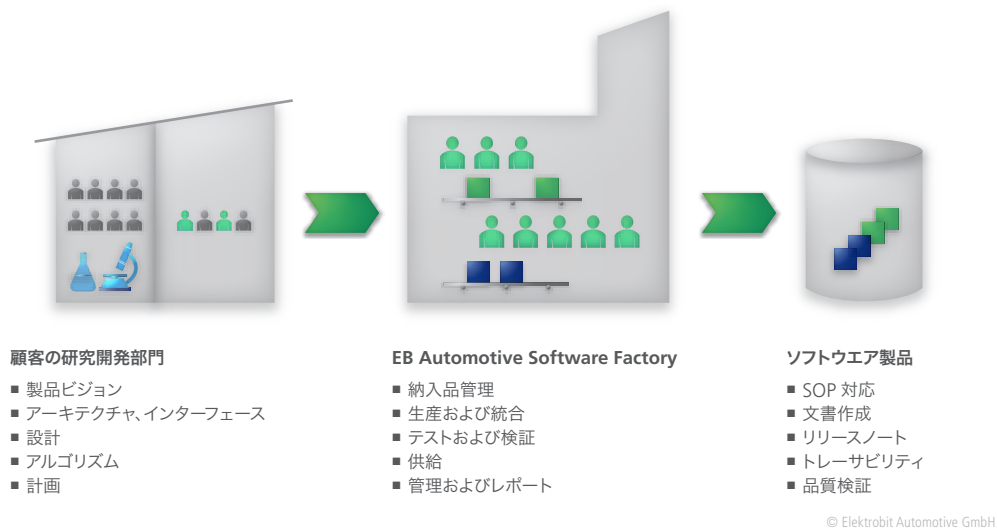 顧客の研究開発部門
■ 製品ビジョン
■ アーキテクチャ、インターフェース
■ 設計
■ アルゴリズム
■ 計画
EB Automotive Software Factory
■ 納入品管理
■ 生産および統合
■ テストおよび検証
■ 供給
■ 管理およびレポート
ソフトウエア製品
■ SOP 対応
■ 文書作成
■ リリースノート
■ トレーサビリティ
■ 品質検証
© Elektrobit Automotive GmbH